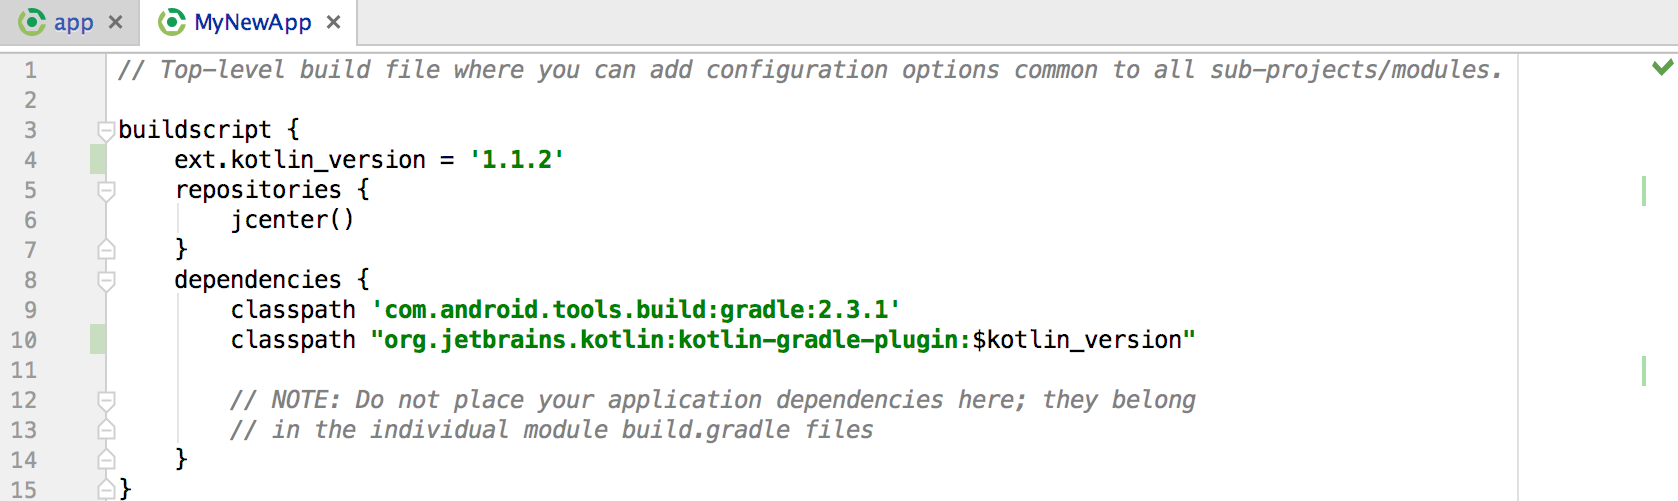 app
MyNewApp
1 // Top-level build file where you can add configuration options common to all sub-projects/modules.
2
3 buildscript {
4     ext.kotlin_version = '1.1.2'
5     repositories {
6         jcenter()
7     }
8     dependencies {
9         classpath 'com.android.tools.build:gradle:2.3.1'
10         classpath "org.jetbrains.kotlin:kotlin-gradle-plugin:$kotlin_version"
11
12         // NOTE: Do not place your application dependencies here; they belong
13         // in the individual module build.gradle files
14     }
15 }